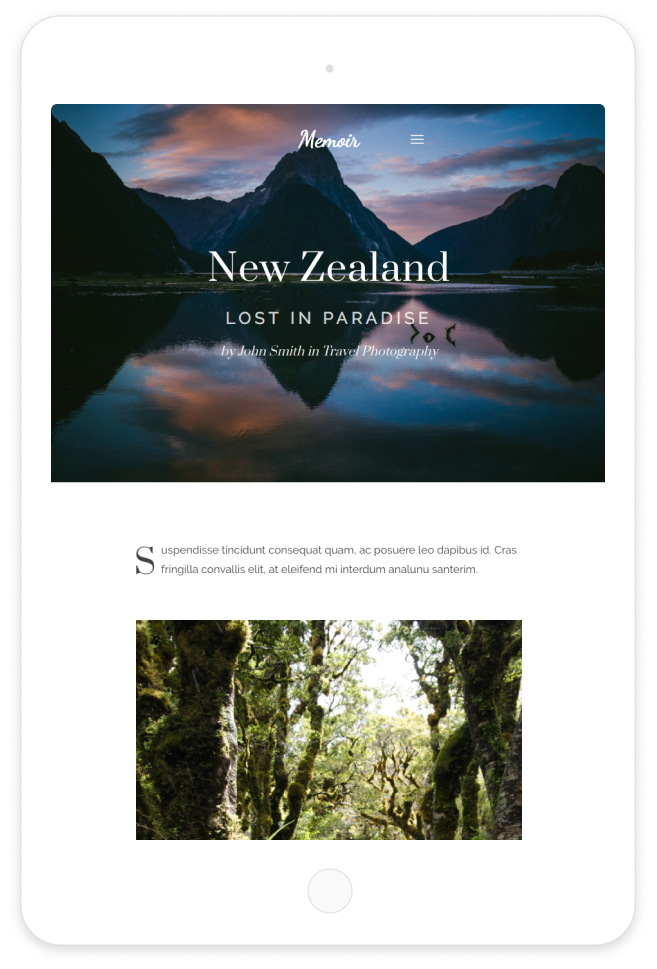 Memoir
New Zealand
LOST IN PARADISE
by John Smith in Travel Photography
Suspendisse tincidunt consequat quam, ac posuere leo dapibus id. Cras
fringilla convallis elit, at eleifend mi interdum analunu santerim.